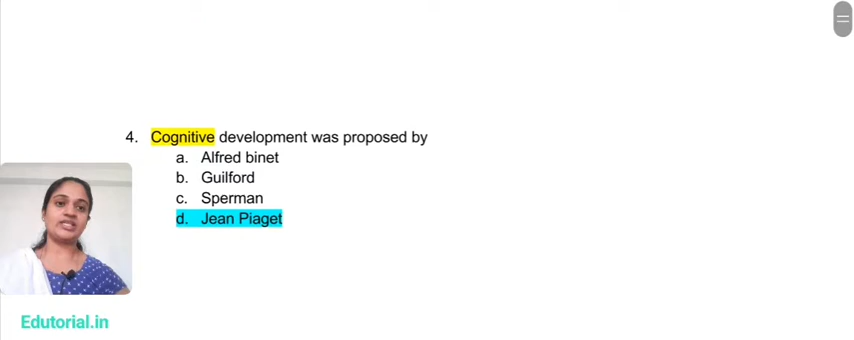 4. Cognitive development was proposed by
a. Alfred binet
b. Guilford
c. Sperman
d. Jean Piaget
Edutorial.in